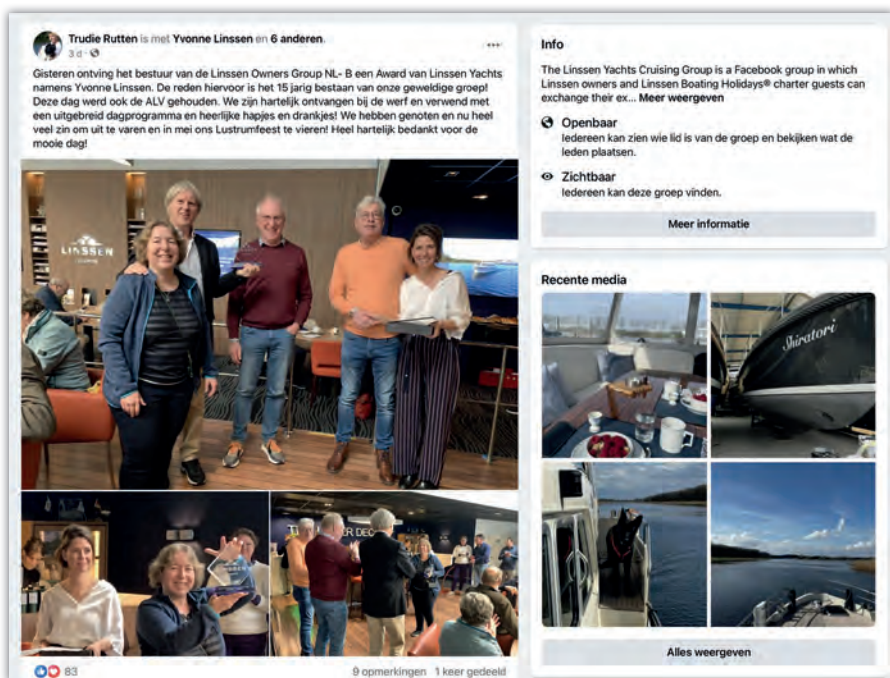 Trudie Rutten is met Yvonne Linssen en 6 anderen.
3 d ·
Gisteren ontving het bestuur van de Linssen Owners Group NL- B een Award van Linssen Yachts
namens Yvonne Linssen. De reden hiervoor is het 15 jarig bestaan van onze geweldige groep!
Deze dag werd ook de ALV gehouden. We zijn hartelijk ontvangen bij de werf en verwend met
een uitgebreid dagprogramma en heerlijke hapjes en drankjes! We hebben genoten en nu heel
veel zin om uit te varen en in mei ons Lustrumfeest te vieren! Heel hartelijk bedankt voor de
mooie dag!
LINSSEN
LINSSEN
DEC
83
9 opmerkingen 1 keer gedeeld
Info
The Linssen Yachts Cruising Group is a Facebook group in which
Linssen owners and Linssen Boating Holidays® charter guests can
exchange their ex... Meer weergeven
Openbaar
Iedereen kan zien wie lid is van de groep en bekijken wat de
leden plaatsen.
Zichtbaar
Iedereen kan deze groep vinden.
Meer informatie
Recente media
Shiratori
Alles weergeven